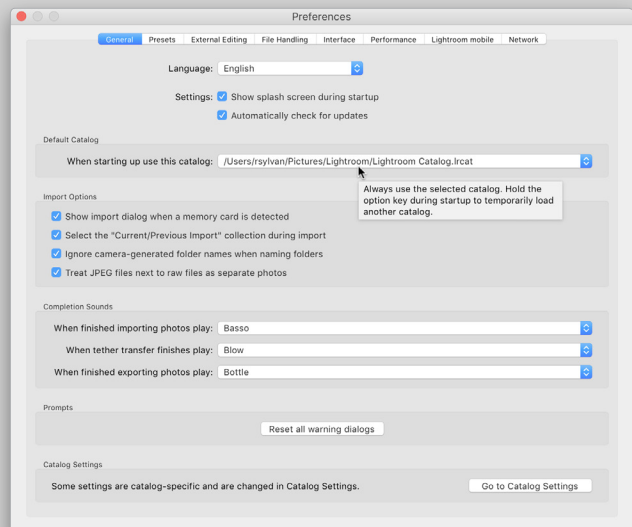 Preferences
General Presets External Editing File Handling Interface Performance Lightroom mobile Network
Language: English
Settings: Show splash screen during startup
Automatically check for updates
Default Catalog
When starting up use this catalog: /Users/rsylvan/Pictures/Lightroom/Lightroom Catalog.lrcat
Always use the selected catalog. Hold the
option key during startup to temporarily load
another catalog.
Import Options
Show import dialog when a memory card is detected
Select the "Current/Previous Import" collection during import
Ignore camera-generated folder names when naming folders
Treat JPEG files next to raw files as separate photos
Completion Sounds
When finished importing photos play: Basso
When tether transfer finishes play: Blow
When finished exporting photos play: Bottle
Prompts
Reset all warning dialogs
Catalog Settings
Some settings are catalog-specific and are changed in Catalog Settings. Go to Catalog Settings